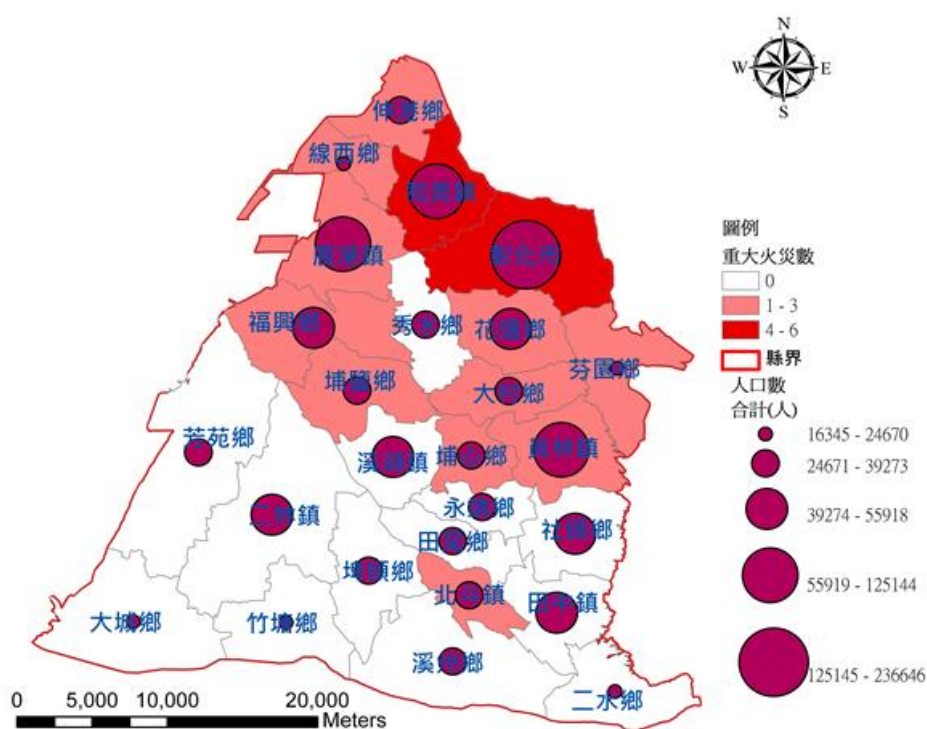 N
W E
S
伸港鄉
線西鄉
和美鎮
鹿港鎮
彰化市
福興鄉
秀水鄉
花壇鄉
芬園鄉
埔鹽鄉
大村鄉
芳苑鄉
溪湖鎮
埔心鄉
員林鎮
二林鎮
永靖鄉
社頭鄉
田尾鄉
埤頭鄉
北斗鎮
田中鎮
大城鄉
竹塘鄉
溪州鄉
二水鄉
圖例
重大火災數
0
1 - 3
4 - 6
縣界
人口數
合計(人)
16345 - 24670
24671 - 39273
39274 - 55918
55919 - 125144
125145 - 236646
0 5,000 10,000 20,000
Meters